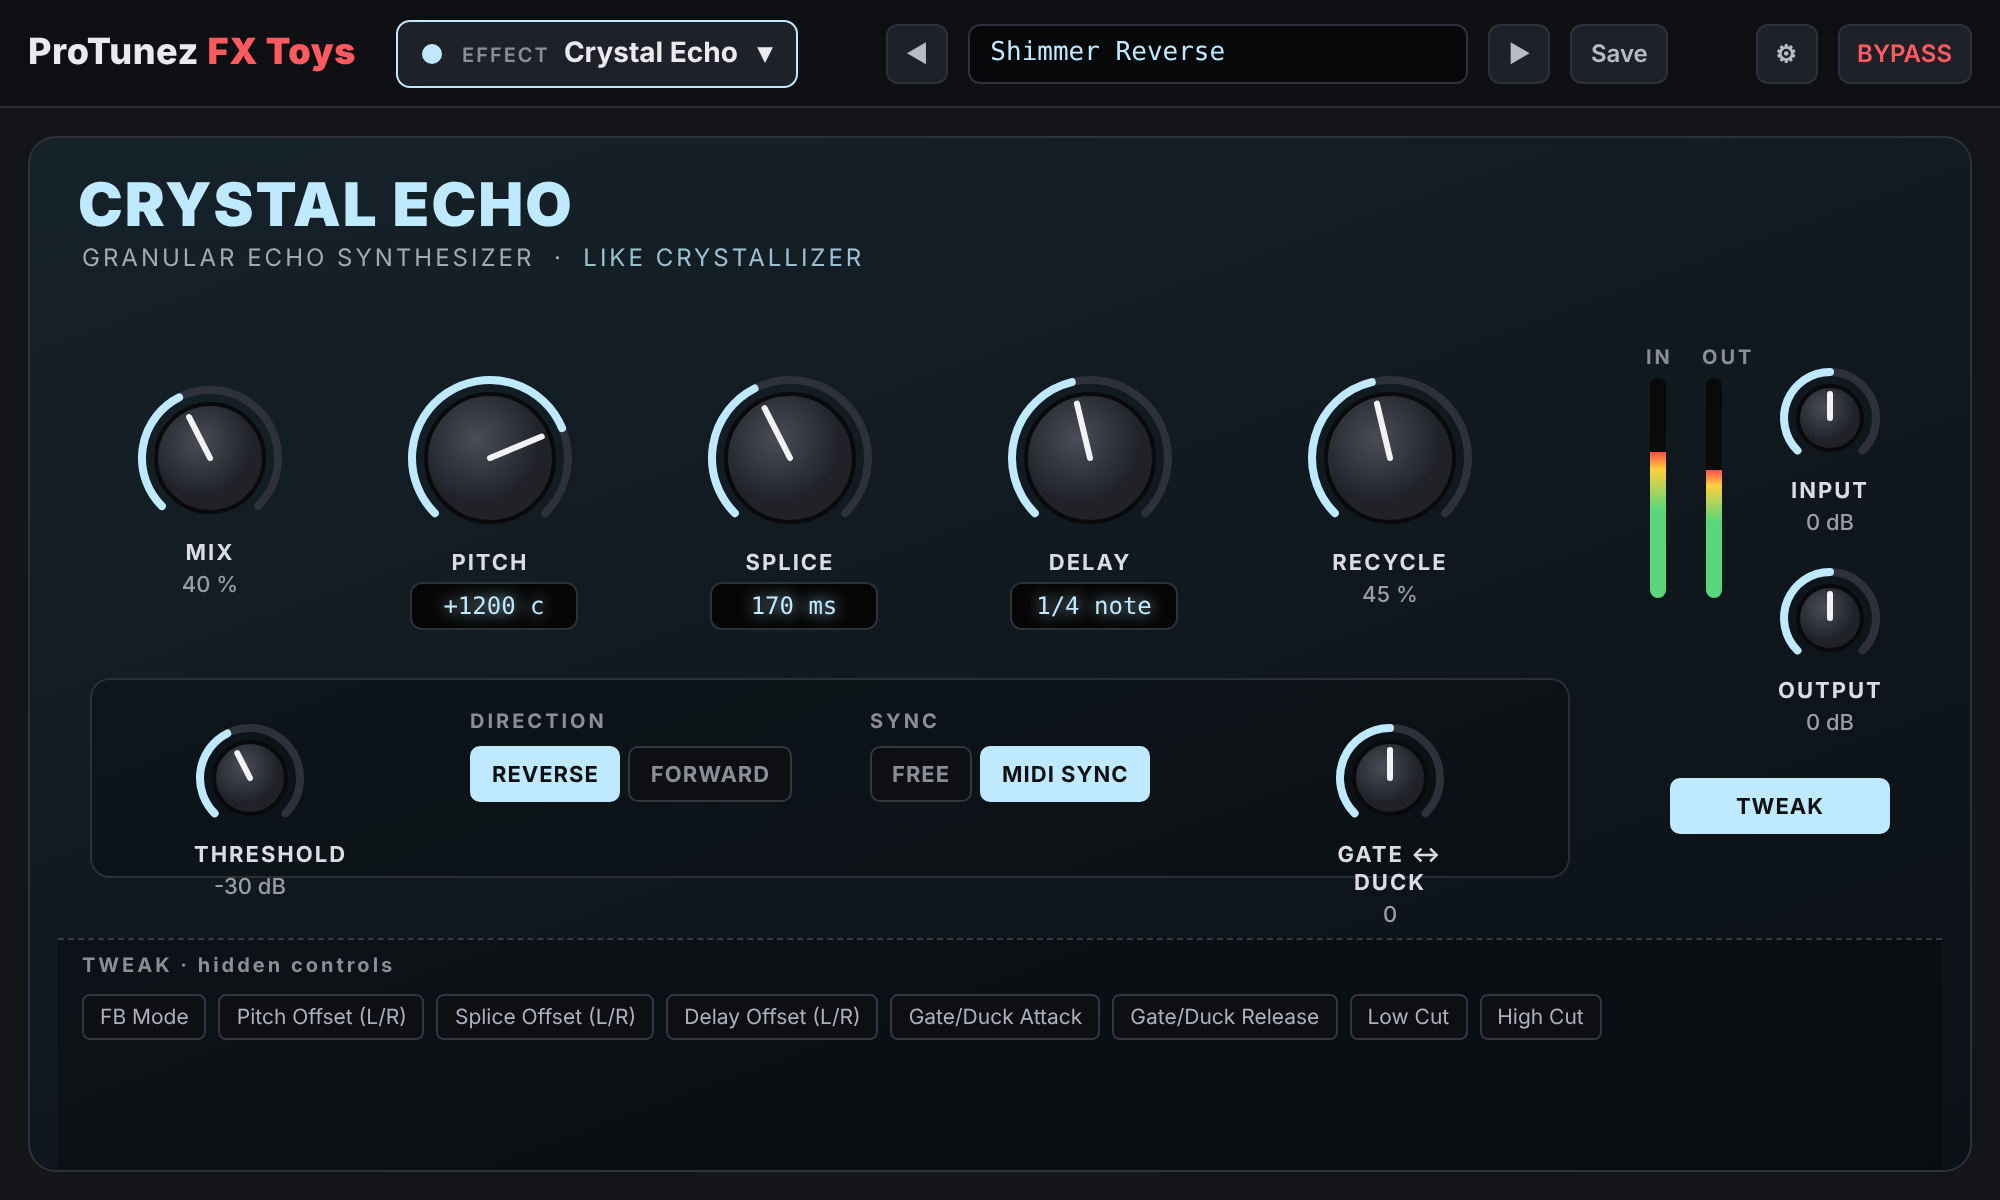 ProTunez FX Toys
EFFECT Crystal Echo ▼
◀
Shimmer Reverse
▶
Save
⚙
BYPASS
CRYSTAL ECHO
GRANULAR ECHO SYNTHESIZER · LIKE CRYSTALLIZER
IN OUT
MIX
40 %
PITCH
+1200 c
SPLICE
170 ms
DELAY
1/4 note
RECYCLE
45 %
INPUT
0 dB
OUTPUT
0 dB
THRESHOLD
-30 dB
DIRECTION
REVERSE FORWARD
SYNC
FREE MIDI SYNC
GATE ↔
DUCK
0
TWEAK
TWEAK · hidden controls
FB Mode Pitch Offset (L/R) Splice Offset (L/R) Delay Offset (L/R) Gate/Duck Attack Gate/Duck Release Low Cut High Cut